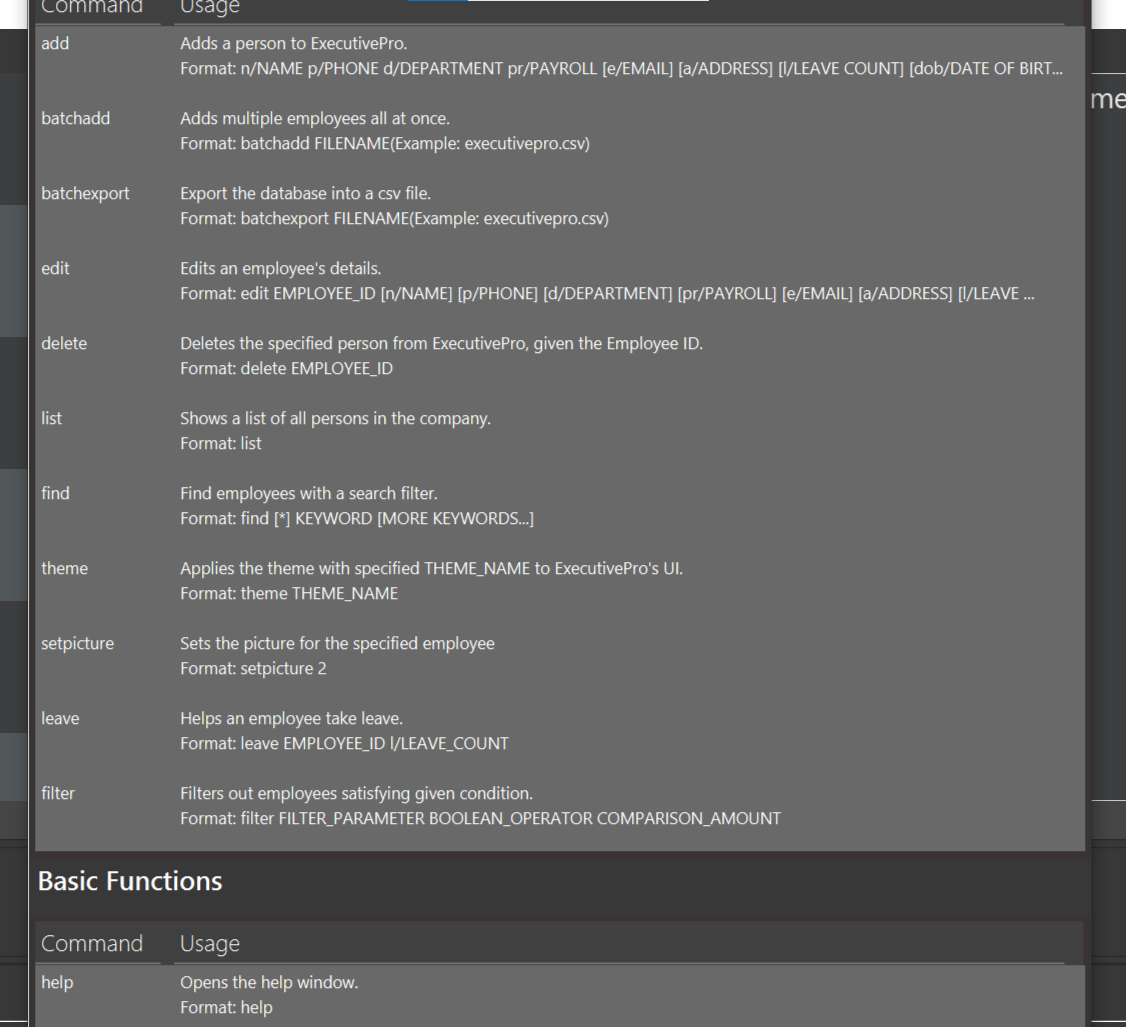 Command Usage
add Adds a person to ExecutivePro.
Format: n/NAME p/PHONE d/DEPARTMENT pr/PAYROLL [e/EMAIL] [a/ADDRESS] [l/LEAVE COUNT] [dob/DATE OF BIRT...
me
batchadd Adds multiple employees all at once.
Format: batchadd FILENAME(Example: executivepro.csv)
batchexport Export the database into a csv file.
Format: batchexport FILENAME(Example: executivepro.csv)
edit Edits an employee's details.
Format: edit EMPLOYEE_ID [n/NAME] [p/PHONE] [d/DEPARTMENT] [pr/PAYROLL] [e/EMAIL] [a/ADDRESS] [l/LEAVE ...
delete Deletes the specified person from ExecutivePro, given the Employee ID.
Format: delete EMPLOYEE_ID
list Shows a list of all persons in the company.
Format: list
find Find employees with a search filter.
Format: find [*] KEYWORD [MORE KEYWORDS...]
theme Applies the theme with specified THEME_NAME to ExecutivePro's UI.
Format: theme THEME_NAME
setpicture Sets the picture for the specified employee
Format: setpicture 2
leave Helps an employee take leave.
Format: leave EMPLOYEE_ID l/LEAVE_COUNT
filter Filters out employees satisfying given condition.
Format: filter FILTER_PARAMETER BOOLEAN_OPERATOR COMPARISON_AMOUNT
Basic Functions
Command Usage
help Opens the help window.
Format: help